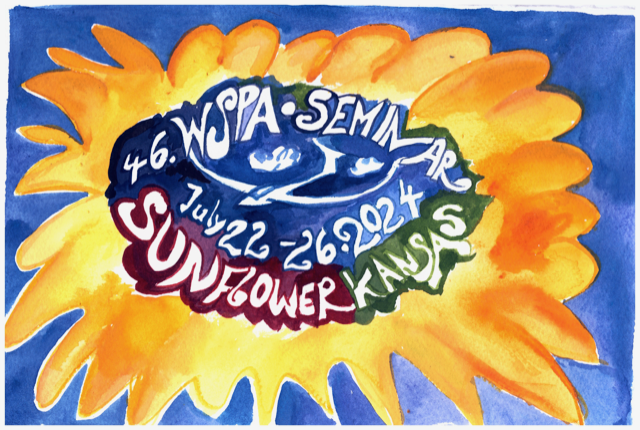 46. WSPA • SEMINAR
July 22 - 26. 2024
SUNFLOWER KANSAS